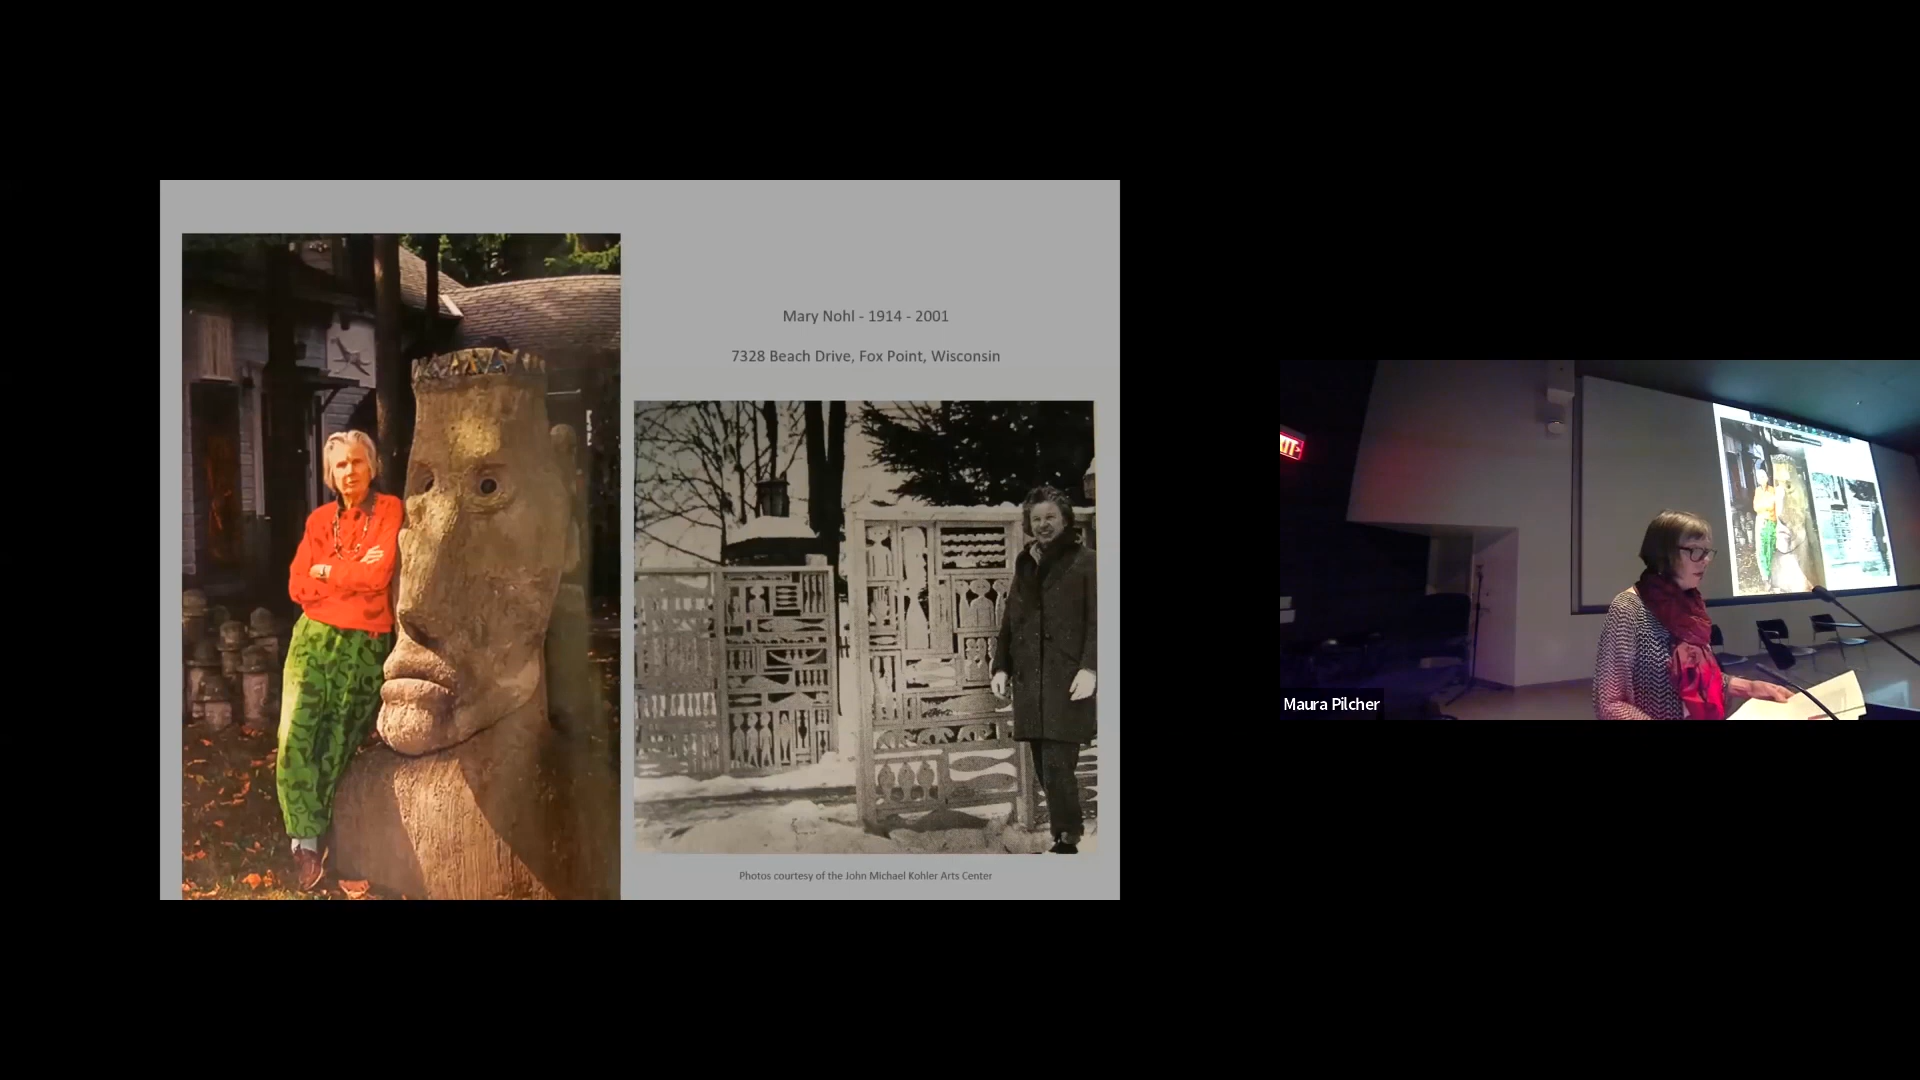 Mary Nohl - 1914 - 2001
7328 Beach Drive, Fox Point, Wisconsin
Photos courtesy of the John Michael Kohler Arts Center
Maura Pilcher